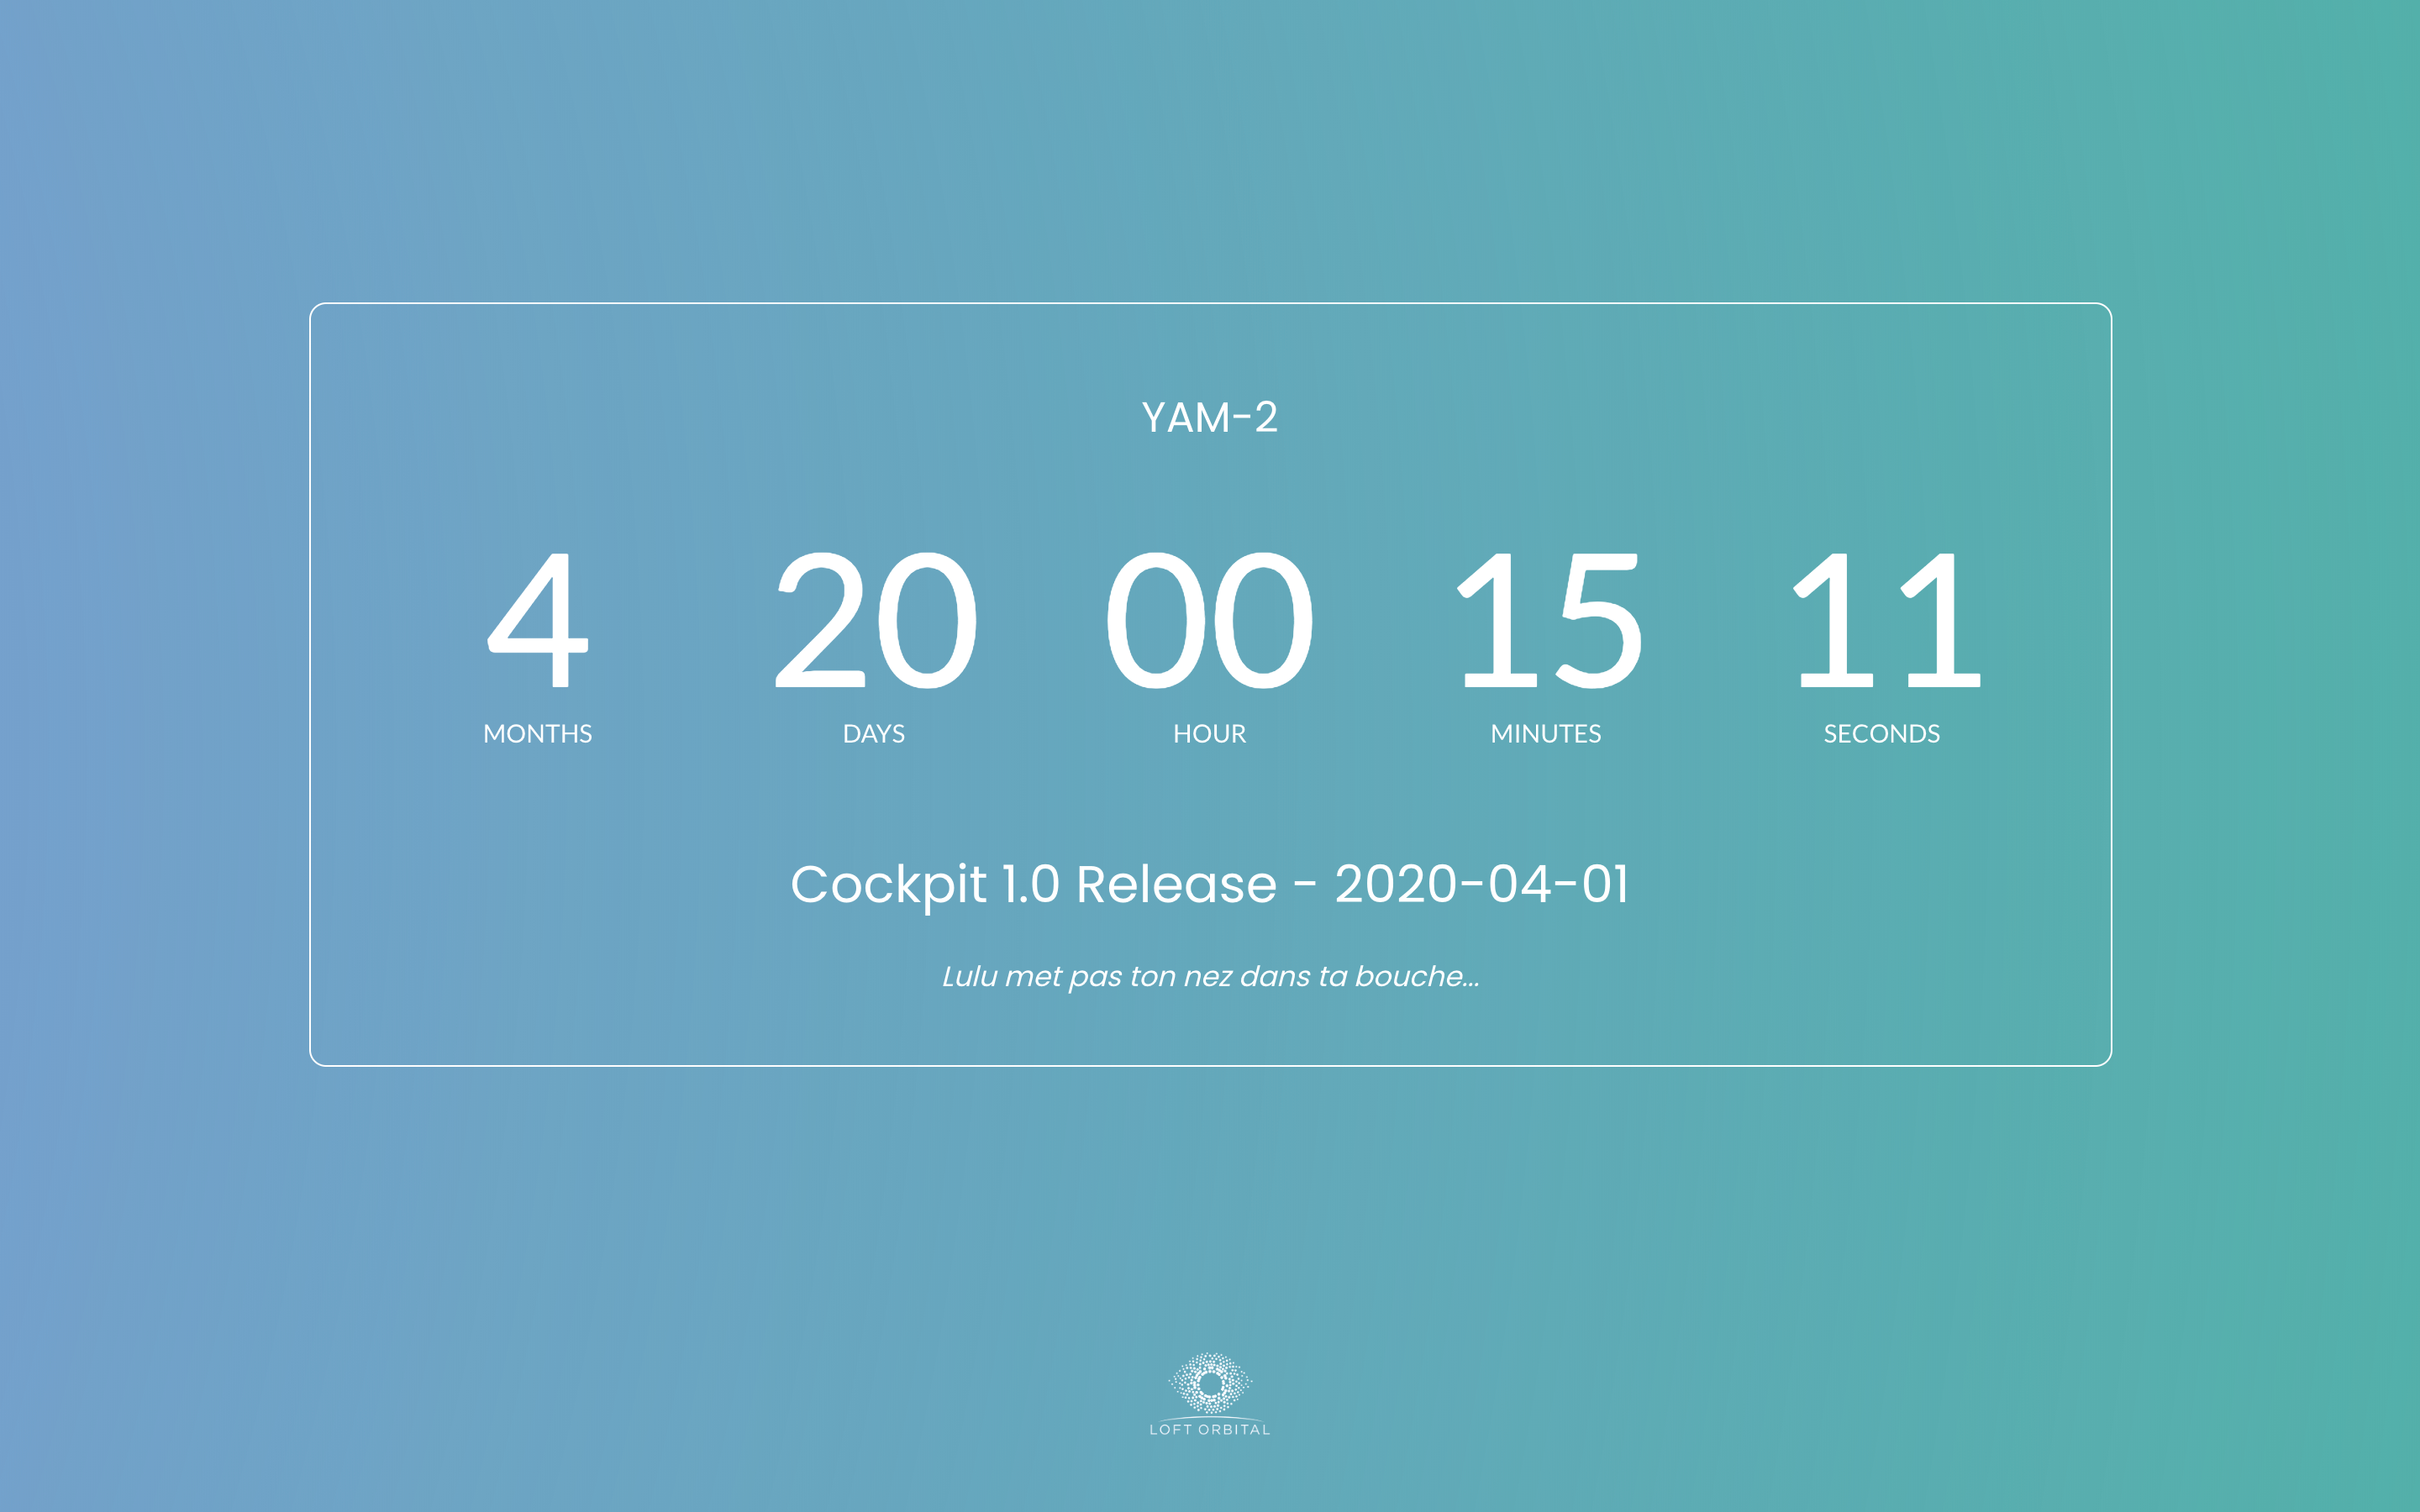 YAM-2
4 20 00 15 11
MONTHS DAYS HOUR MINUTES SECONDS
Cockpit 1.0 Release - 2020-04-01
Lulu met pas ton nez dans ta bouche...
LOFT ORBITAL